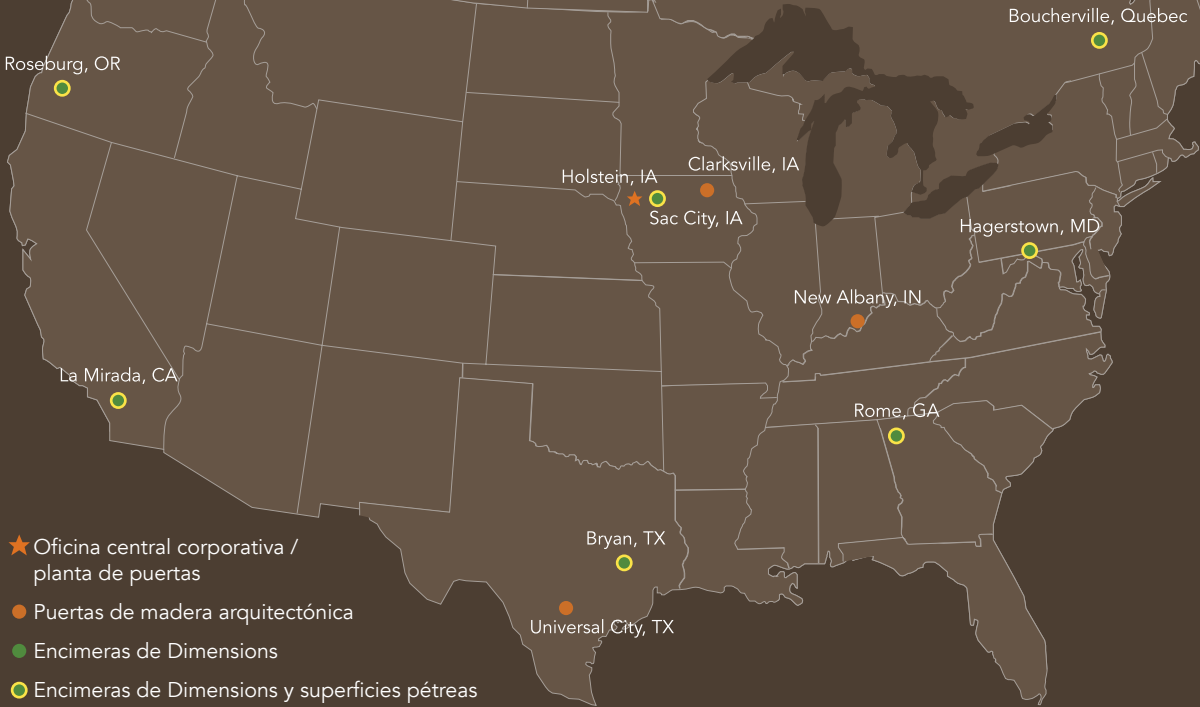 Boucherville, Quebec
Roseburg, OR
Clarksville, IA
Holstein, IA
Sac City, IA
Hagerstown, MD
New Albany, IN
La Mirada, CA
Rome, GA
Bryan, TX
Universal City, TX
Oficina central corporativa /
planta de puertas
Puertas de madera arquitectónica
Encimeras de Dimensions
Encimeras de Dimensions y superficies pétreas